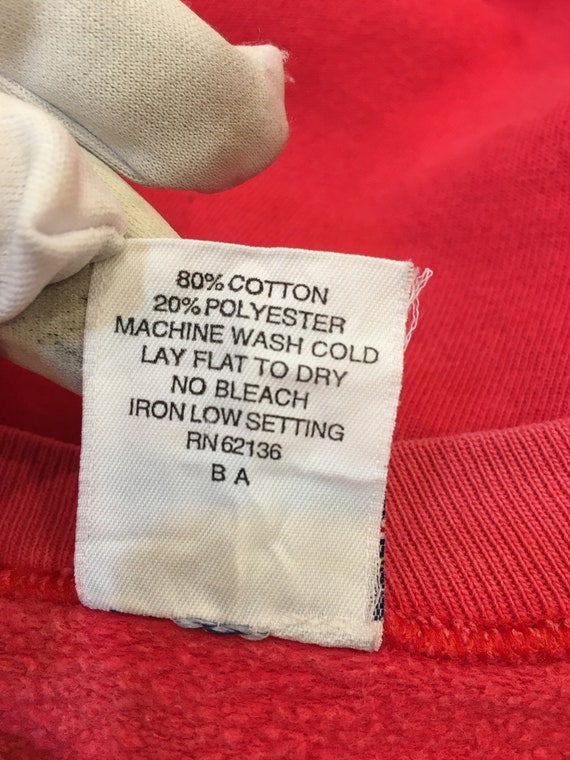 80% COTTON
20% POLYESTER
MACHINE WASH COLD
LAY FLAT TO DRY
NO BLEACH
IRON LOW SETTING
RN 62136
B A